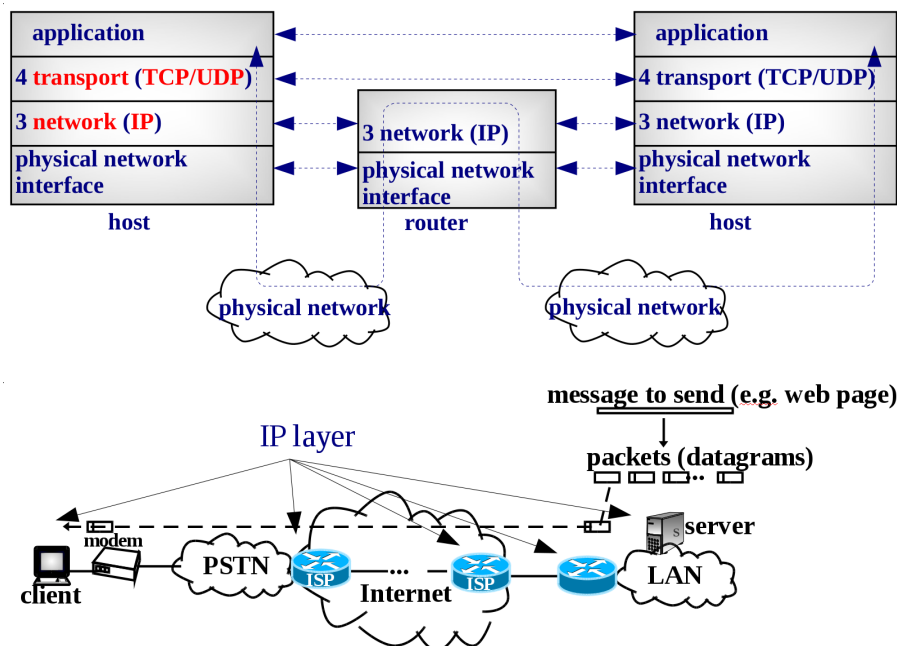 application
4 transport (TCP/UDP)
3 network (IP)
physical network
interface
host
3 network (IP)
physical network
interface
router
application
4 transport (TCP/UDP)
3 network (IP)
physical network
interface
host
physical network
physical network
message to send (e.g. web page)
IP layer
packets (datagrams)
...
S
server
modem
client
PSTN
ISP
...
Internet
ISP
LAN